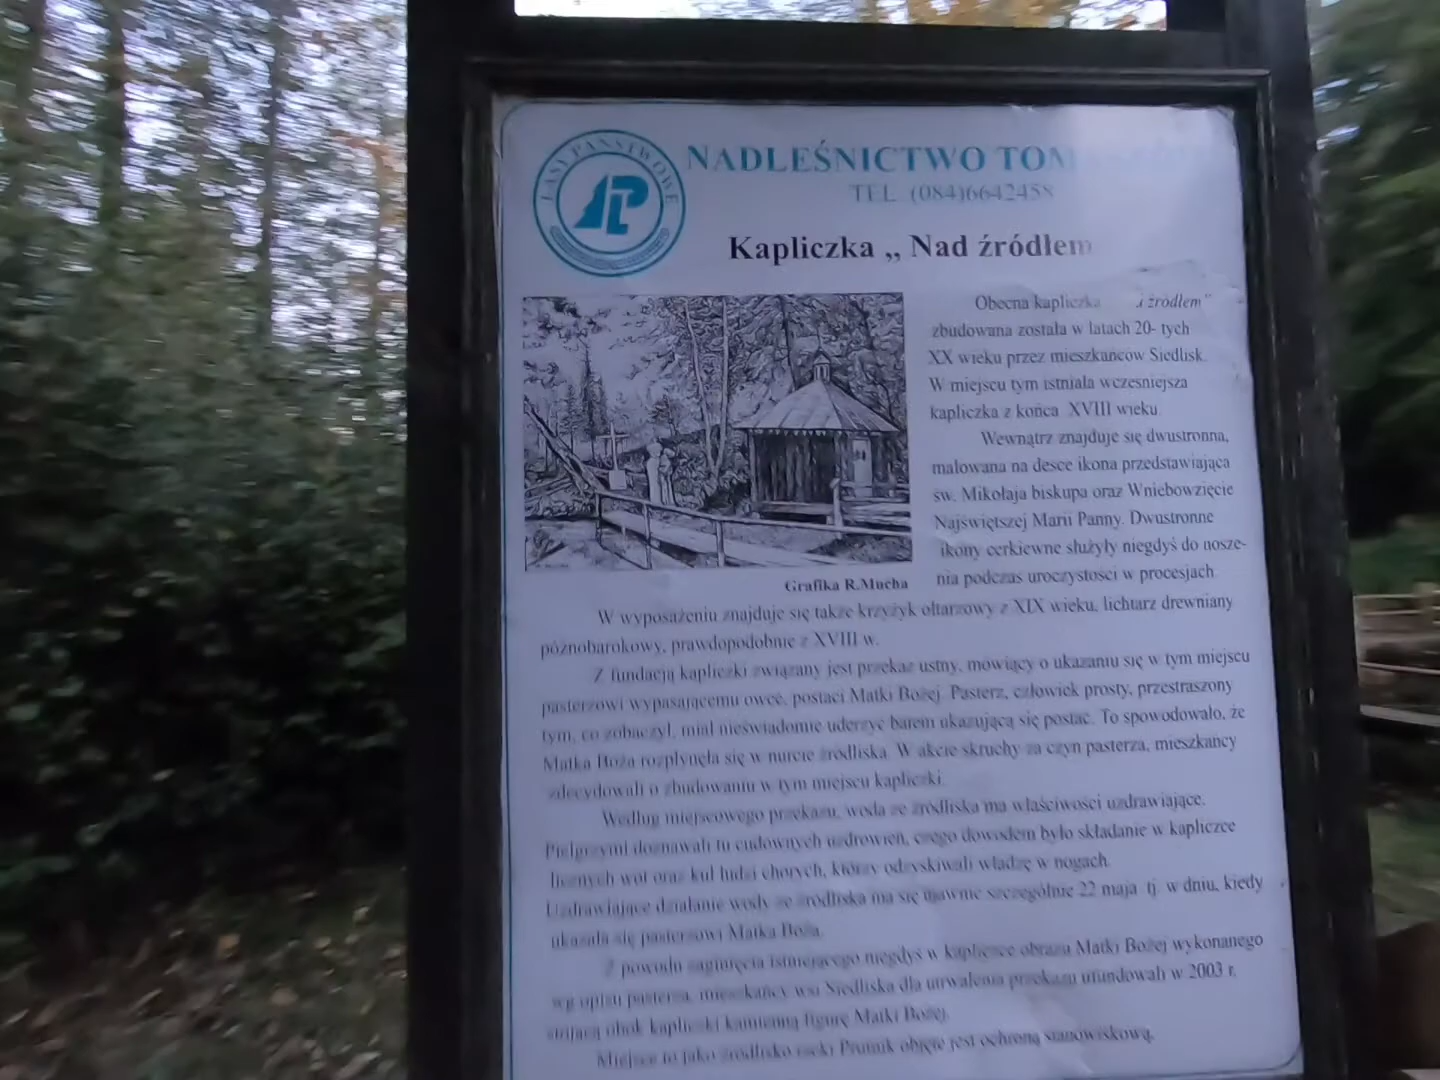 LASY PAŃSTWOWE
NADLEŚNICTWO
TEL. (084)6642458
Kapliczka „ Nad źródłem
Obecna kapliczka źródłem"
zbudowana została w latach 20- tych
XX wieku przez mieszkańców Siedlisk.
W miejscu tym istniała wcześniejsza
kapliczka z końca XVIII wieku.
Wewnątrz znajduje się dwustronna,
malowana na desce ikona przedstawiająca
św. Mikołaja biskupa oraz Wniebowzięcie
Najświętszej Marii Panny. Dwustronne
ikony cerkiewne służyły niegdyś do nosze-
nia podczas uroczystości w procesjach.
Grafika R.Mucha
W wyposażeniu znajduje się także krzyżyk ołtarzowy z XIX wieku, lichtarz drewniany
późnobarokowy, prawdopodobnie z XVIII w.
Z fundacją kapliczki związany jest przekaz ustny, mówiący o ukazaniu się w tym miejscu
pasterzowi wypasającemu owce, postaci Matki Bożej. Pasterz, człowiek prosty, przestraszony
tym, co zobaczył, miał nieświadomie uderzyć batem ukazującą się postać. To spowodowało, że
Matka Boża rozpłynęła się w nurcie źródliska. W akcie skruchy za czyn pasterza, mieszkańcy
zdecydowali o zbudowaniu w tym miejscu kapliczki.
Według miejscowego przekazu, woda ze źródliska ma właściwości uzdrawiające.
Pielgrzymi doznawali tu cudownych uzdrowień, czego dowodem było składanie w kapliczce
licznych wot oraz kul ludzi chorych, którzy odzyskiwali władzę w nogach.
Uzdrawiające działanie wody ze źródliska ma się ujawnić szczególnie 22 maja tj. w dniu, kiedy
ukazała się pasterzowi Matka Boża.
Z powodu zaginięcia istniejącego niegdyś w kapliczce obrazu Matki Bożej wykonanego
wg opisu pasterza, mieszkańcy wsi Siedliska dla utrwalenia przekazu ufundowali w 2003 r.
stojącą obok kapliczki kamienną figurę Matki Bożej.
Miejsce to jako źródlisko rzeki Prutnik objęte jest ochroną stanowiskową.